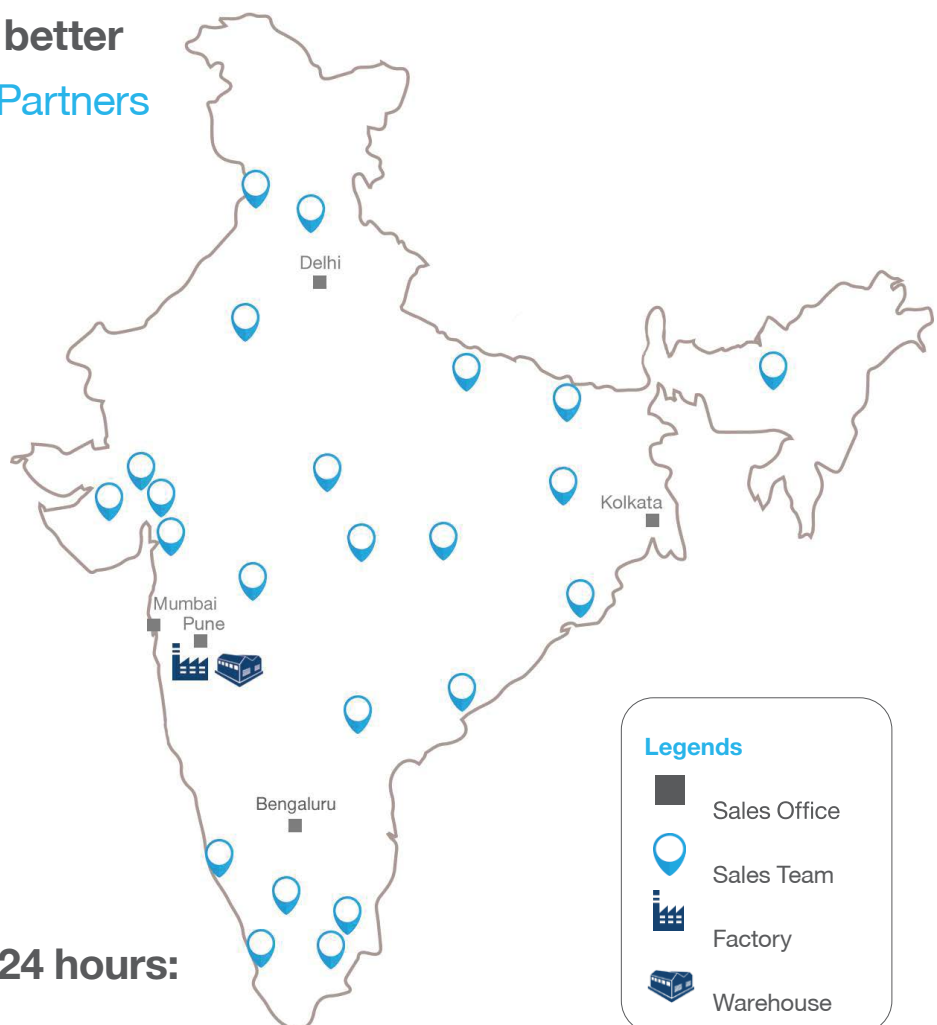 better
Partners
Delhi
Kolkata
Mumbai
Pune
Bengaluru
24 hours:
Legends
Sales Office
Sales Team
Factory
Warehouse